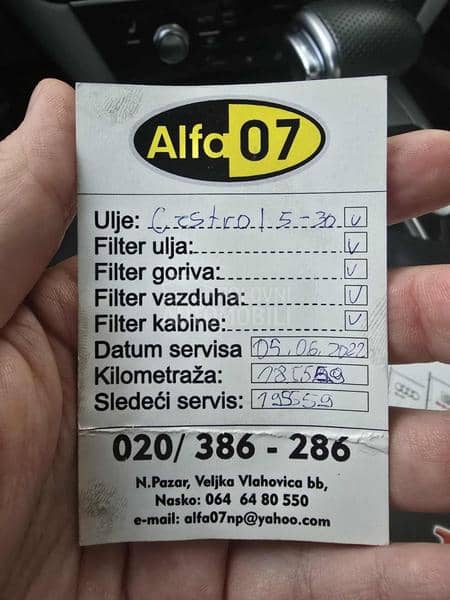 Alfa 07
Ulje: Castrol 5-30 v
Filter ulja: v
Filter goriva: v
Filter vazduha: v
Filter kabine: v
Datum servisa 05.06.2022
Kilometraža:
Sledeći servis: 19559
020/ 386 - 286
N.Pazar, Veljka Vlahovica bb,
Nasko: 064 64 80 550
e-mail: alfa07np@yahoo.com